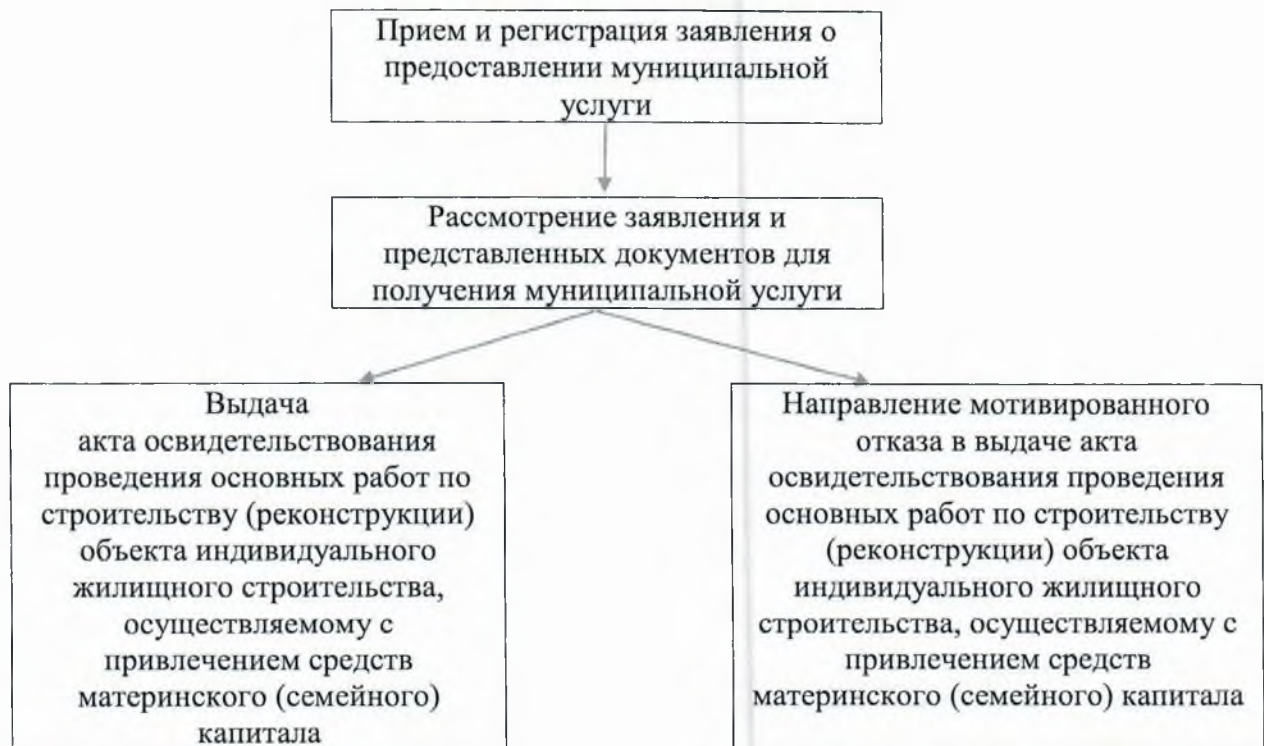 Прием и регистрация заявления о
предоставлении муниципальной
услуги
Рассмотрение заявления и
представленных документов для
получения муниципальной услуги
Выдача
акта освидетельствования
проведения основных работ по
строительству (реконструкции)
объекта индивидуального
жилищного строительства,
осуществляемому с
привлечением средств
материнского (семейного)
капитала
Направление мотивированного
отказа в выдаче акта
освидетельствования проведения
основных работ по строительству
(реконструкции) объекта
индивидуального жилищного
строительства, осуществляемому с
привлечением средств
материнского (семейного) капитала